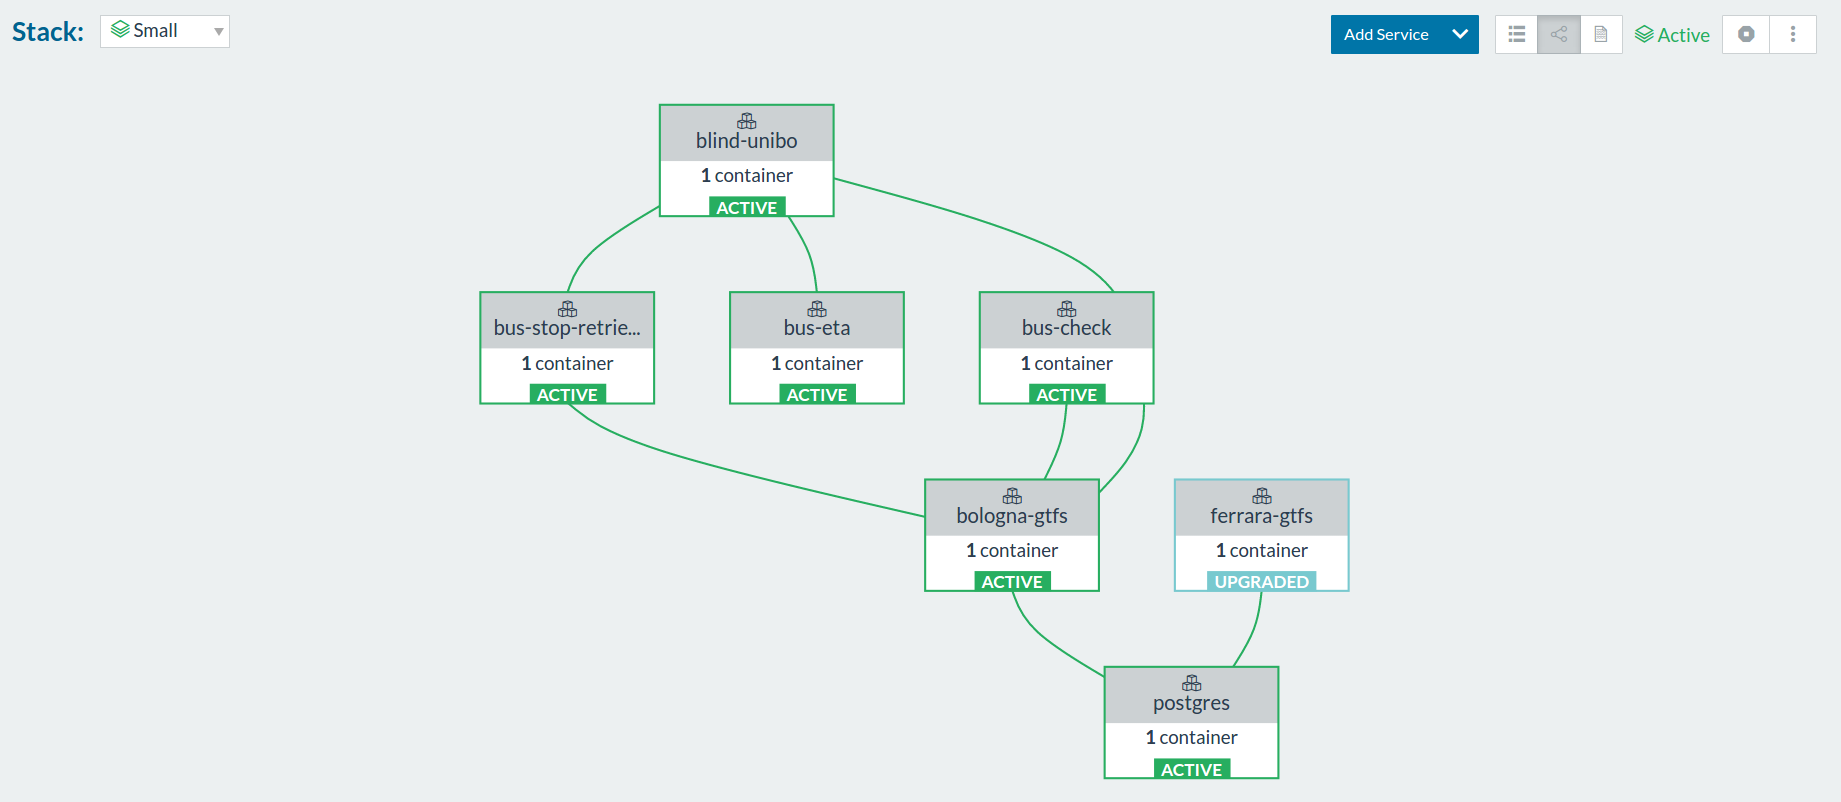 Stack:
Small
Add Service
Active
blind-unibo
1 container
ACTIVE
bus-stop-retrie...
1 container
ACTIVE
bus-eta
1 container
ACTIVE
bus-check
1 container
ACTIVE
bologna-gtfs
1 container
ACTIVE
ferrara-gtfs
1 container
UPGRADED
postgres
1 container
ACTIVE